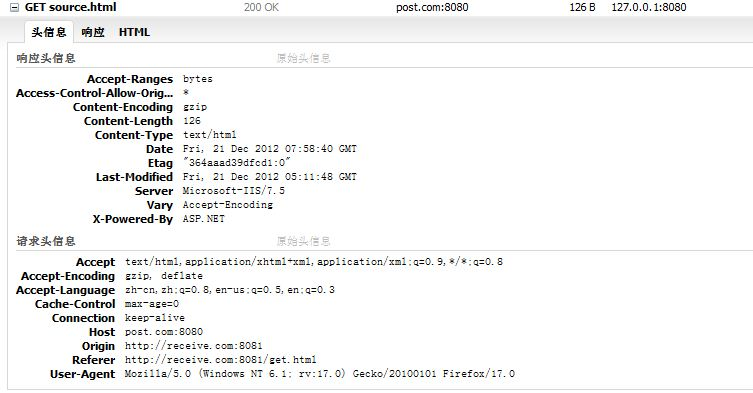 GET source.html 200 OK post.com:8080 126 B 127.0.0.1:8080
头信息 响应 HTML
响应头信息 原始头信息
Accept-Ranges bytes
Access-Control-Allow-Orig... *
Content-Encoding gzip
Content-Length 126
Content-Type text/html
Date Fri, 21 Dec 2012 07:58:40 GMT
Etag "364aaad39dfcd1:0"
Last-Modified Fri, 21 Dec 2012 05:11:48 GMT
Server Microsoft-IIS/7.5
Vary Accept-Encoding
X-Powered-By ASP.NET
请求头信息 原始头信息
Accept text/html,application/xhtml+xml,application/xml;q=0.9,*/*;q=0.8
Accept-Encoding gzip, deflate
Accept-Language zh-cn,zh;q=0.8,en-us;q=0.5,en;q=0.3
Cache-Control max-age=0
Connection keep-alive
Host post.com:8080
Origin http://receive.com:8081
Referer http://receive.com:8081/get.html
User-Agent Mozilla/5.0 (Windows NT 6.1; rv:17.0) Gecko/20100101 Firefox/17.0